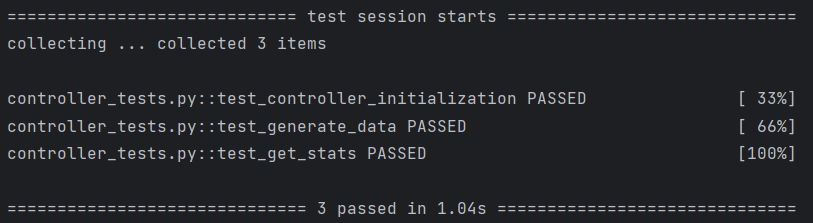 ============================= test session starts =============================
collecting ... collected 3 items
controller_tests.py::test_controller_initialization PASSED               [ 33%]
controller_tests.py::test_generate_data PASSED                           [ 66%]
controller_tests.py::test_get_stats PASSED                               [100%]
============================== 3 passed in 1.04s ==============================